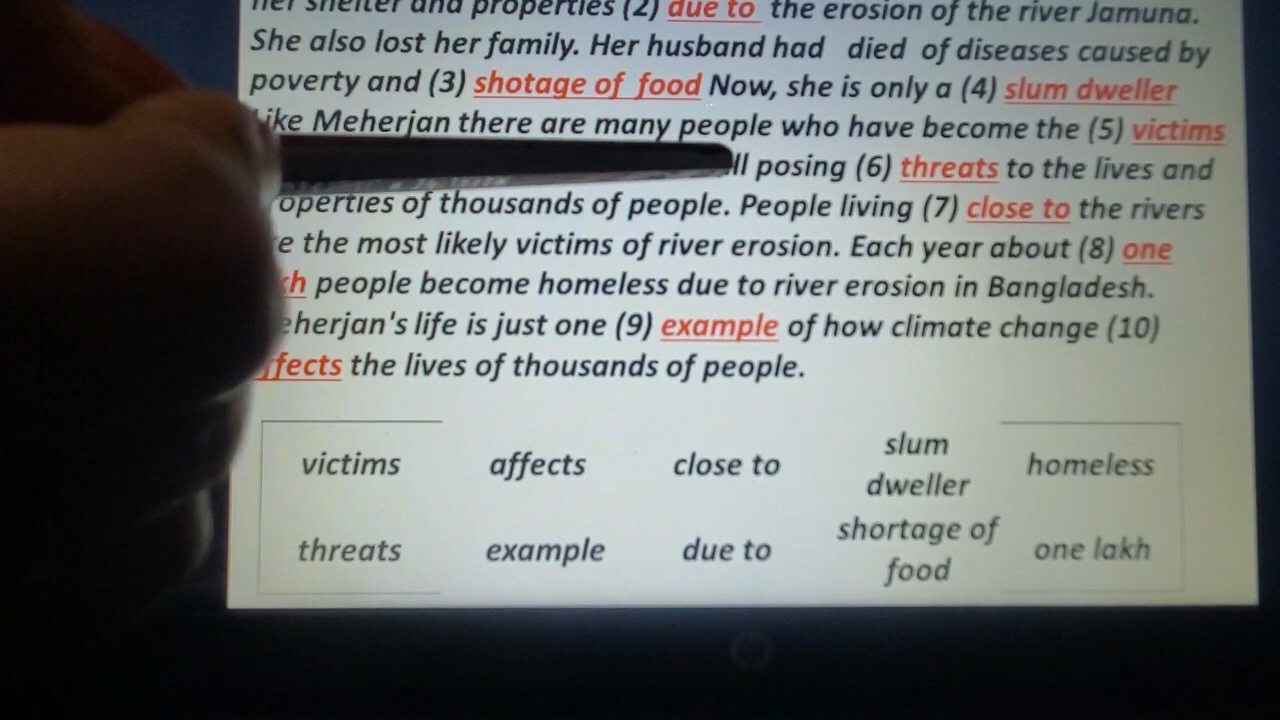 her shelter and properties (2) due to the erosion of the river Jamuna.
She also lost her family. Her husband had died of diseases caused by
poverty and (3) shotage of food Now, she is only a (4) slum dweller
Like Meherjan there are many people who have become the (5) victims
posing (6) threats to the lives and
properties of thousands of people. People living (7) close to the rivers
the most likely victims of river erosion. Each year about (8) one
people become homeless due to river erosion in Bangladesh.
Meherjan's life is just one (9) example of how climate change (10)
affects the lives of thousands of people.
victims affects close to slum dweller homeless
threats example due to shortage of food one lakh